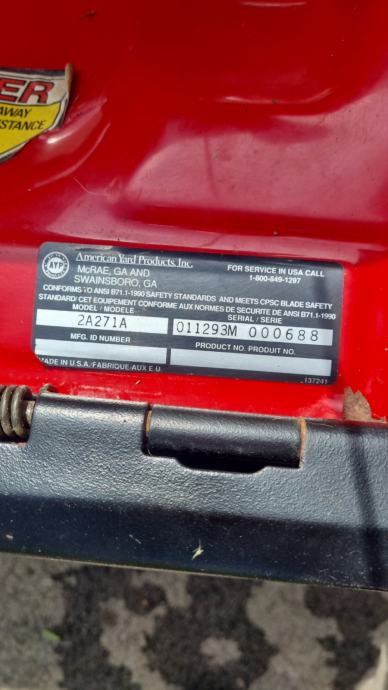 ER
AWAY
STANCE
AYP
American Yard Products, Inc.
McRAE, GA AND
SWAINSBORO, GA
FOR SERVICE IN USA CALL
1-800-849-1297
CONFORMS TO ANSI B71.1-1990 SAFETY STANDARDS AND MEETS CPSC BLADE SAFETY
STANDARD/CET EQUIPEMENT CONFORME AUX NORMES DE SECURITE DE ANSI B71.1-1990
MODEL / MODELE
SERIAL / SERIE
2A271A
011293M 000688
MFG. ID NUMBER
PRODUCT NO. PRODUIT NO.
MADE IN U.S.A./FABRIQUE AUX E U
137241